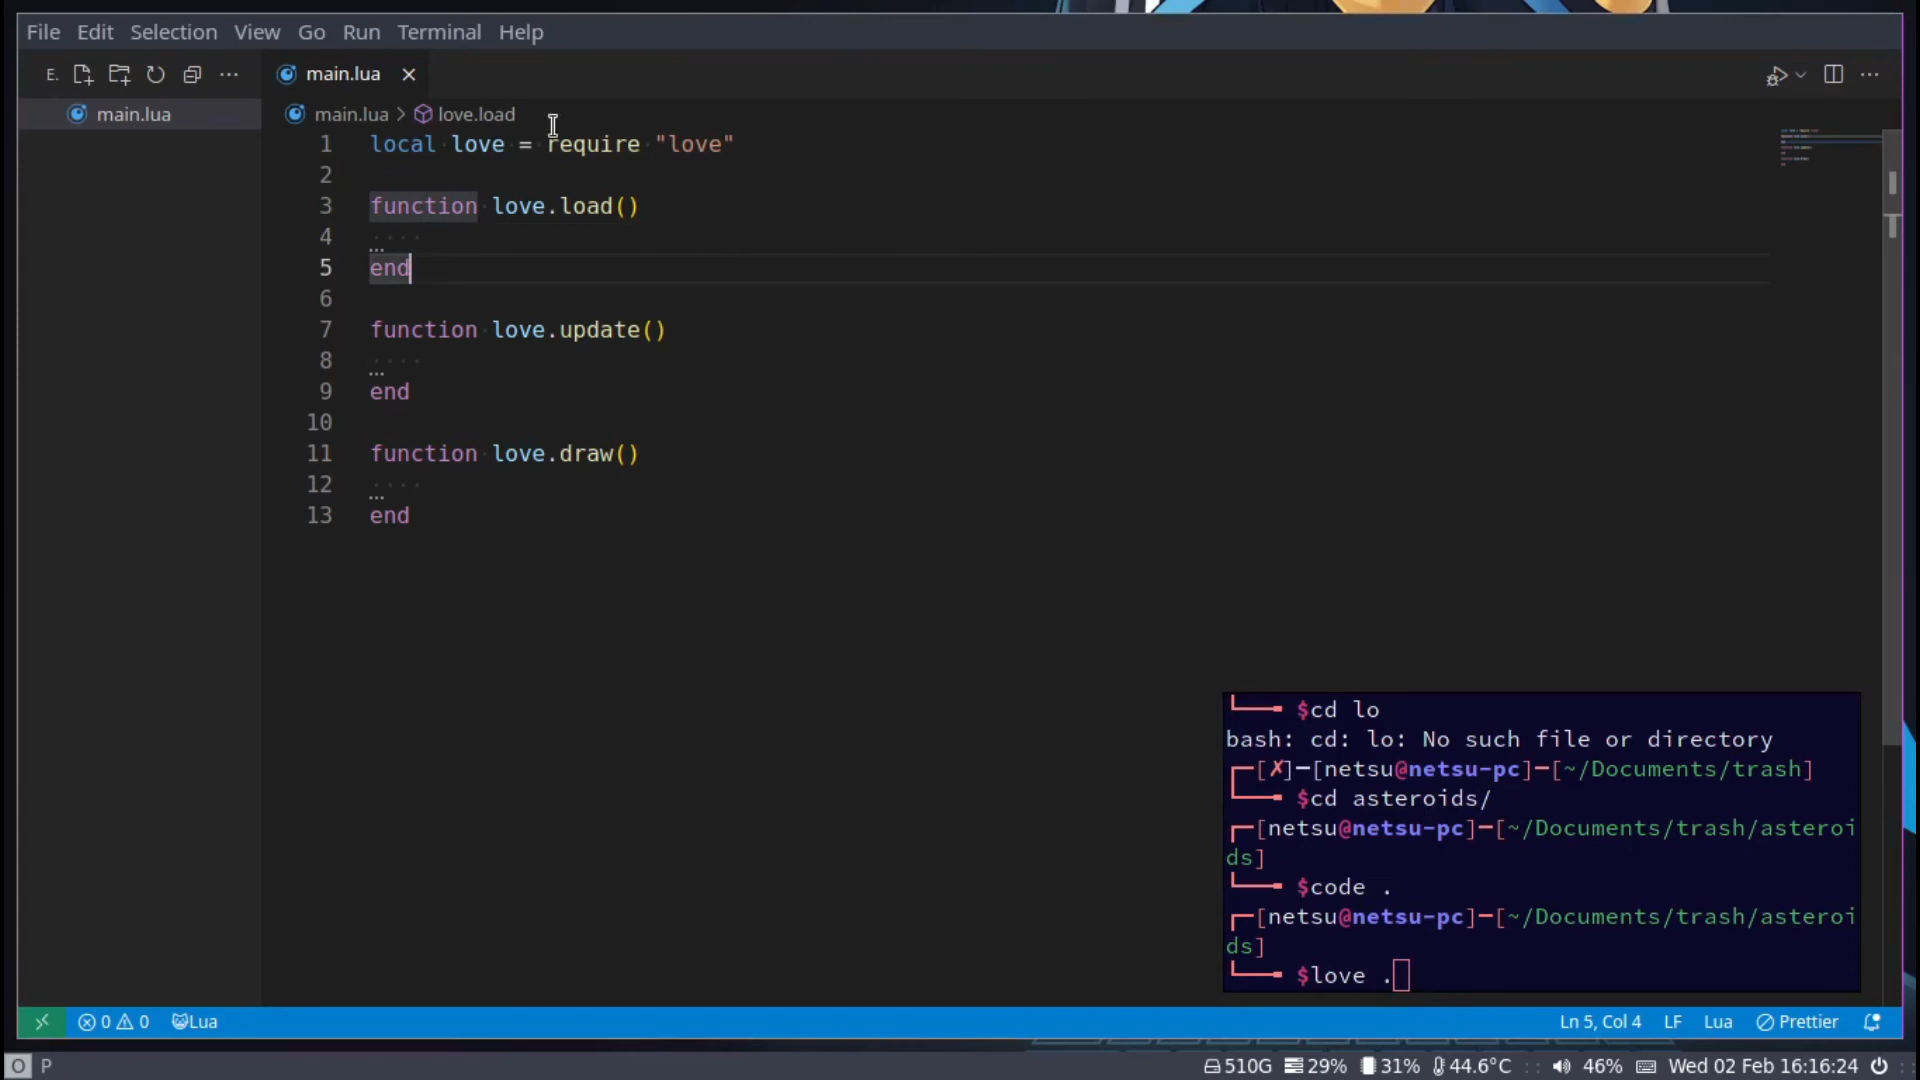 File Edit Selection View Go Run Terminal Help
E. main.lua
main.lua
main.lua > love.load
1 local love = require "love"
2
3 function love.load()
4
5 end
6
7 function love.update()
8
9 end
10
11 function love.draw()
12
13 end
$cd lo
bash: cd: lo: No such file or directory
[✗]─[netsu@netsu-pc]─[~/Documents/trash]
$cd asteroids/
[netsu@netsu-pc]─[~/Documents/trash/asteroi
ds]
$code .
[netsu@netsu-pc]─[~/Documents/trash/asteroi
ds]
$love .
0 0 Lua Ln 5, Col 4 LF Lua Prettier
O P 510G 29% 31% 44.6°C 46% Wed 02 Feb 16:16:24